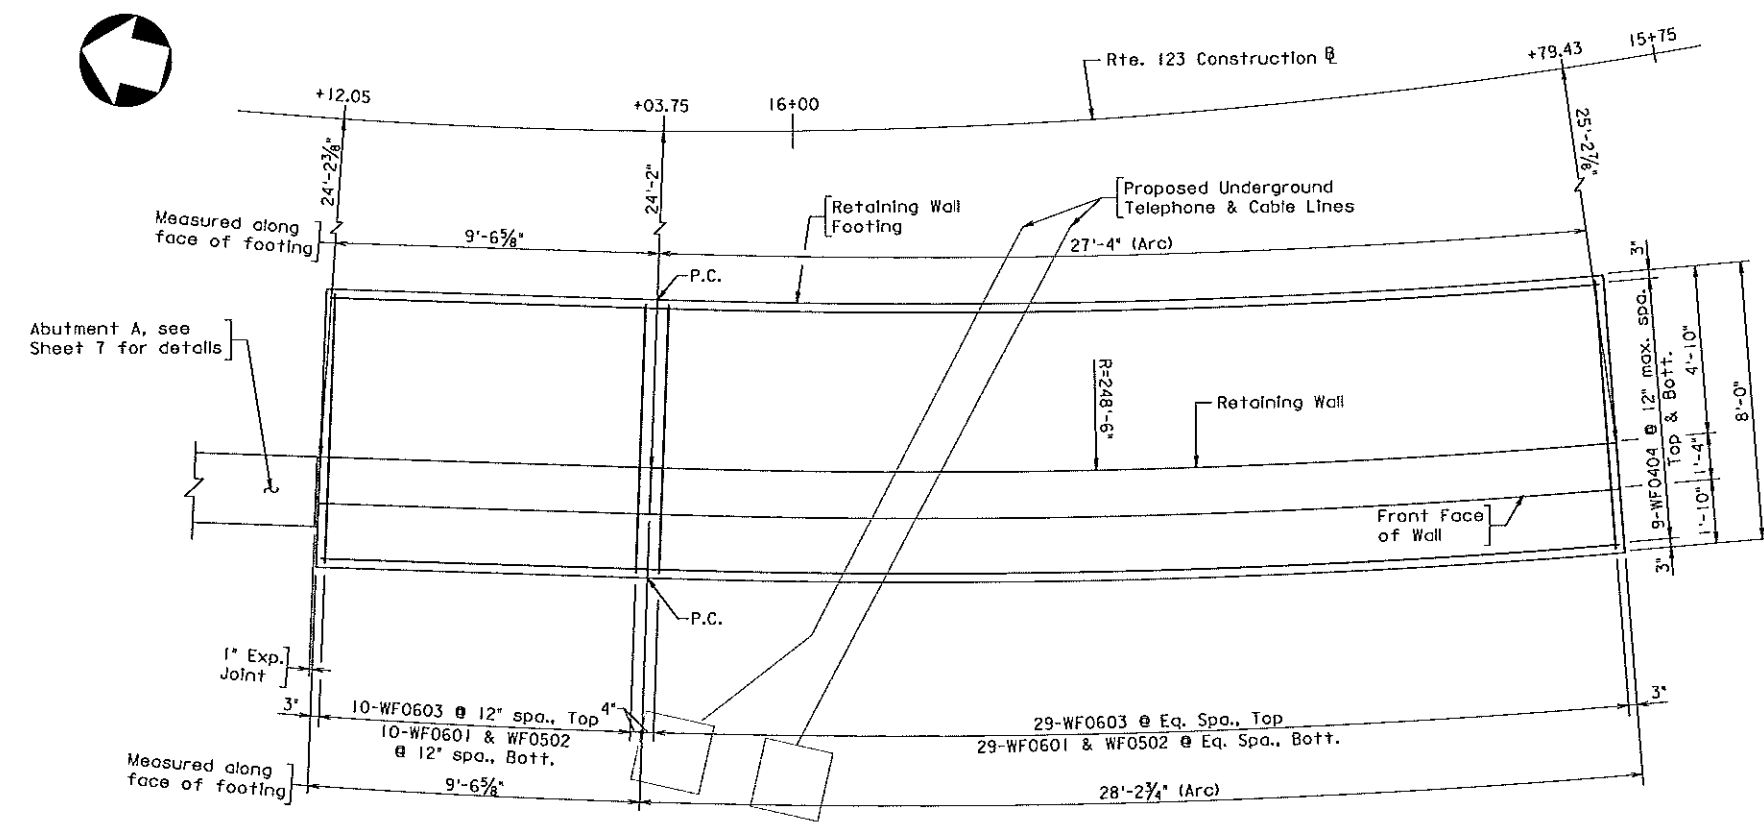 +12.05
+03.75
16+00
Rte. 123 Construction ℄
+79.43
15+75
24'-2⅜"
24'-2"
25'-2⅞"
Measured along
face of footing
9'-6⅝"
Retaining Wall
Footing
Proposed Underground
Telephone & Cable Lines
27'-4" (Arc)
P.C.
Abutment A, see
Sheet 7 for details
R=248'-6"
Retaining Wall
Front Face
of Wall
3"
9-WF0404 @ 12" max. spa.
Top & Bott.
3"
4'-10"
1'-4"
1'-10"
8'-0"
P.C.
1" Exp.
Joint
3"
10-WF0603 @ 12" spa., Top
10-WF0601 & WF0502
@ 12" spa., Bott.
4"
29-WF0603 @ Eq. Spa., Top
29-WF0601 & WF0502 @ Eq. Spa., Bott.
3"
Measured along
face of footing
9'-6⅝"
28'-2¾" (Arc)